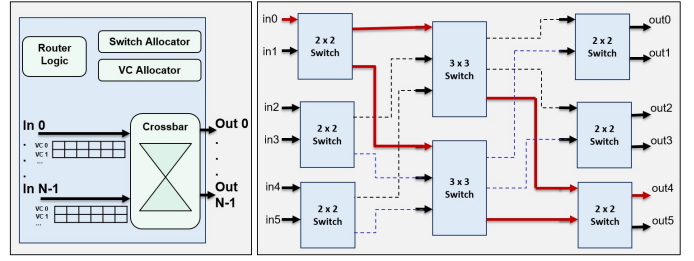 Router
Logic
Switch Allocator
VC Allocator
In 0
VC 0
VC 1
...
.
.
.
In N-1
VC 0
VC 1
...
Crossbar
Out 0
.
.
.
Out
N-1
in0
in1
in2
in3
in4
in5
2 x 2
Switch
2 x 2
Switch
2 x 2
Switch
3 x 3
Switch
3 x 3
Switch
2 x 2
Switch
2 x 2
Switch
2 x 2
Switch
out0
out1
out2
out3
out4
out5